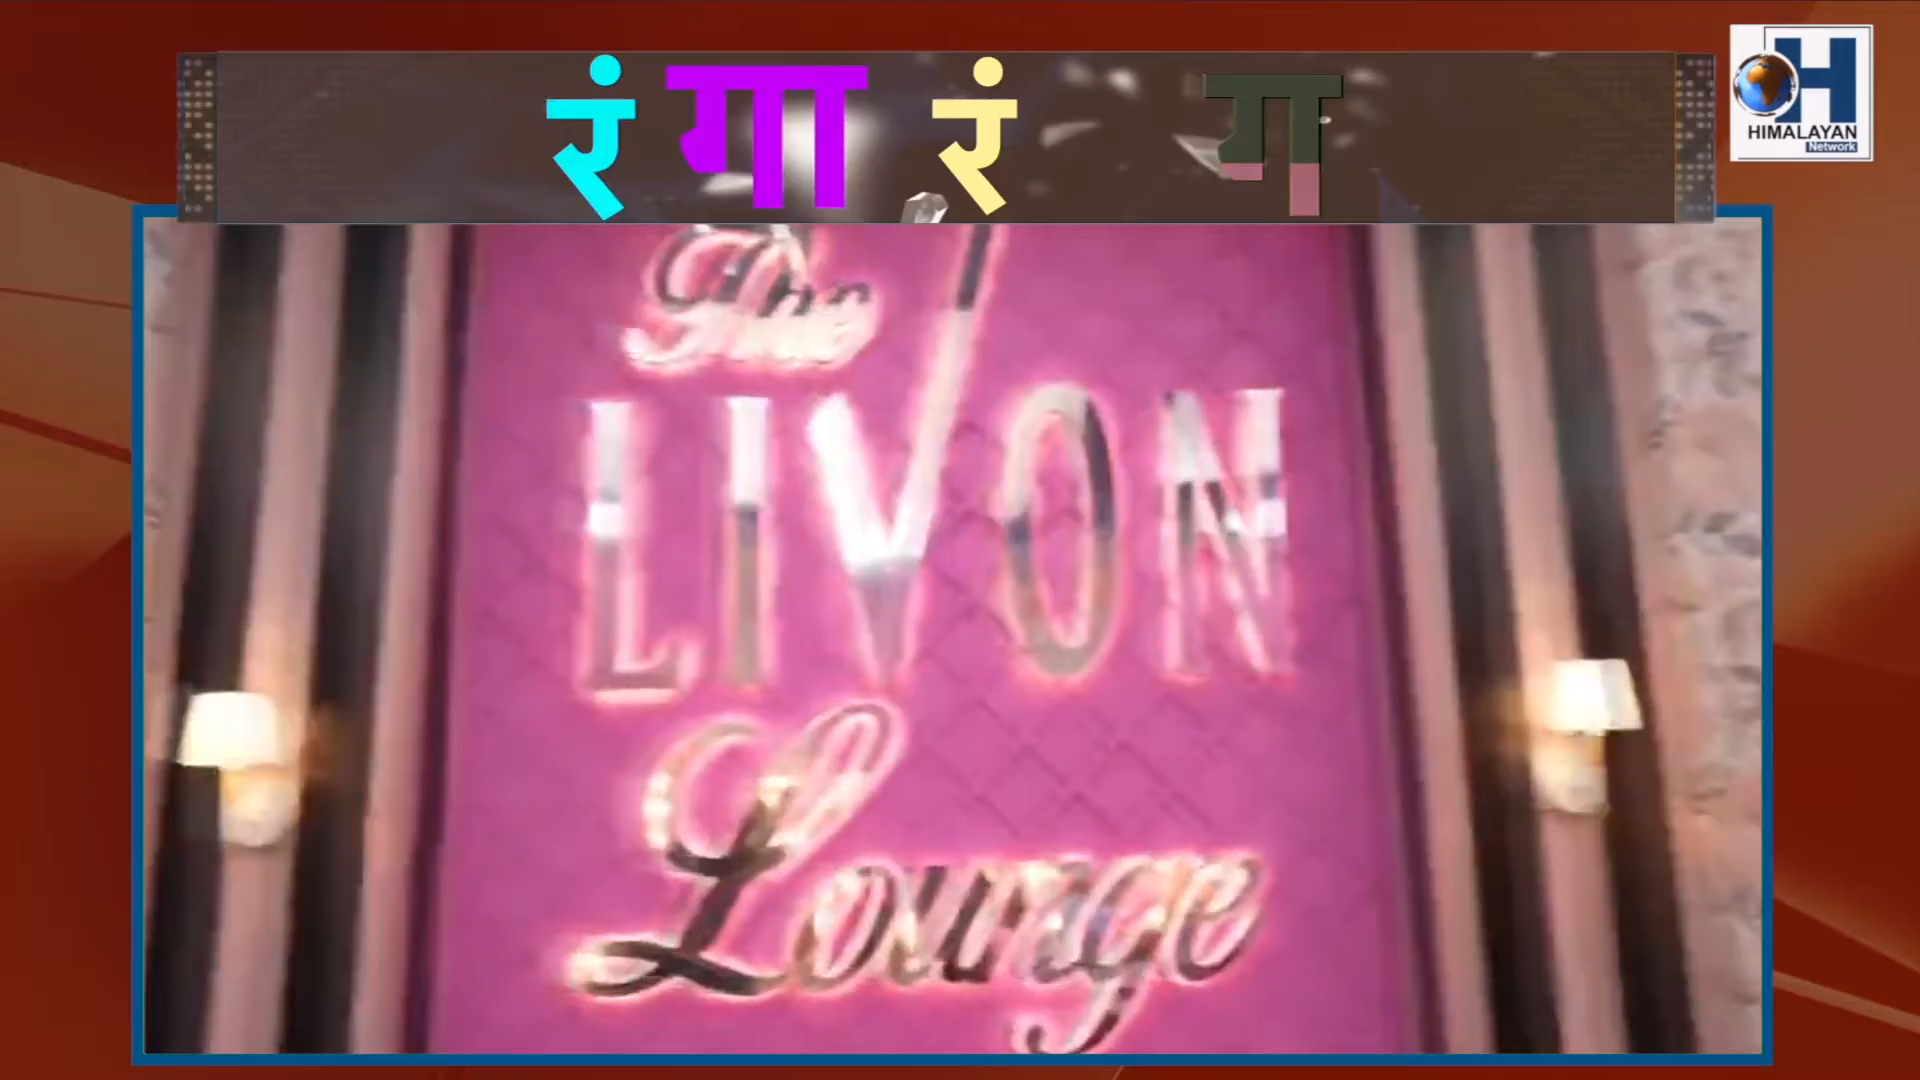 रंगारंग
HIMALAYAN
Network
The
LIVON
Lounge